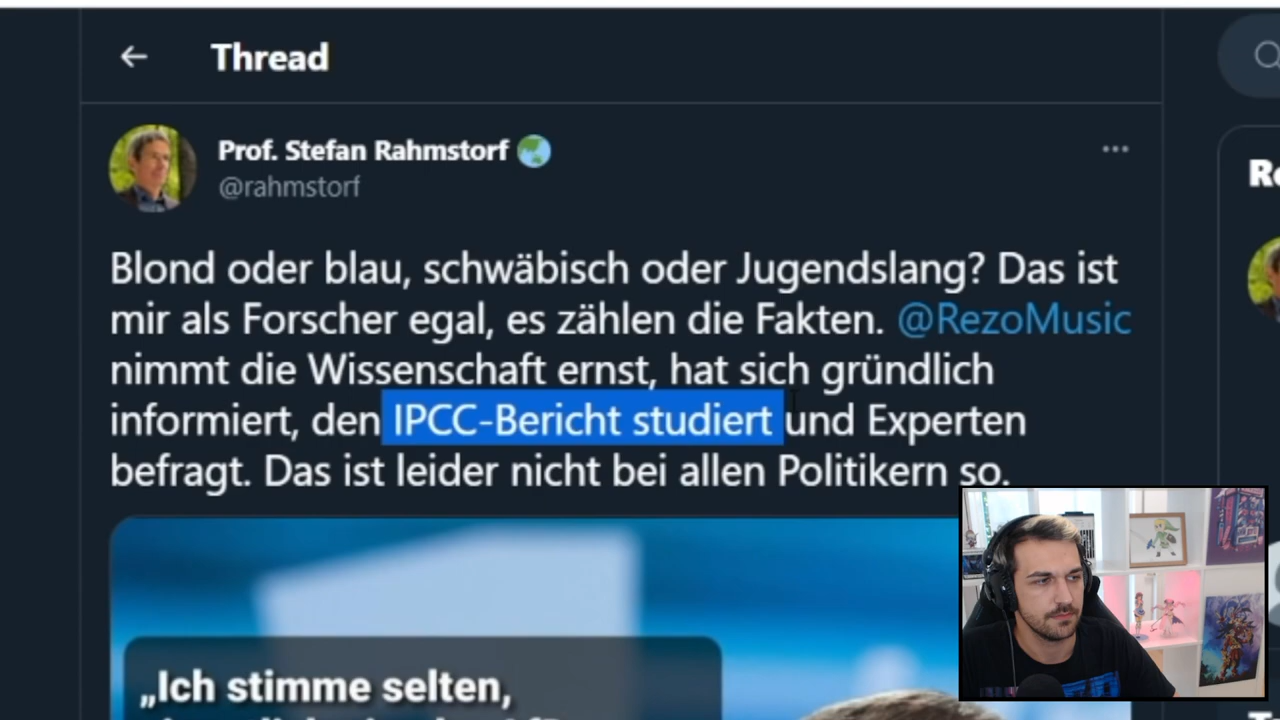 Thread
Prof. Stefan Rahmstorf
@rahmstorf
Blond oder blau, schwäbisch oder Jugendslang? Das ist
mir als Forscher egal, es zählen die Fakten. @RezoMusic
nimmt die Wissenschaft ernst, hat sich gründlich
informiert, den IPCC-Bericht studiert und Experten
befragt. Das ist leider nicht bei allen Politikern so.
„Ich stimme selten,